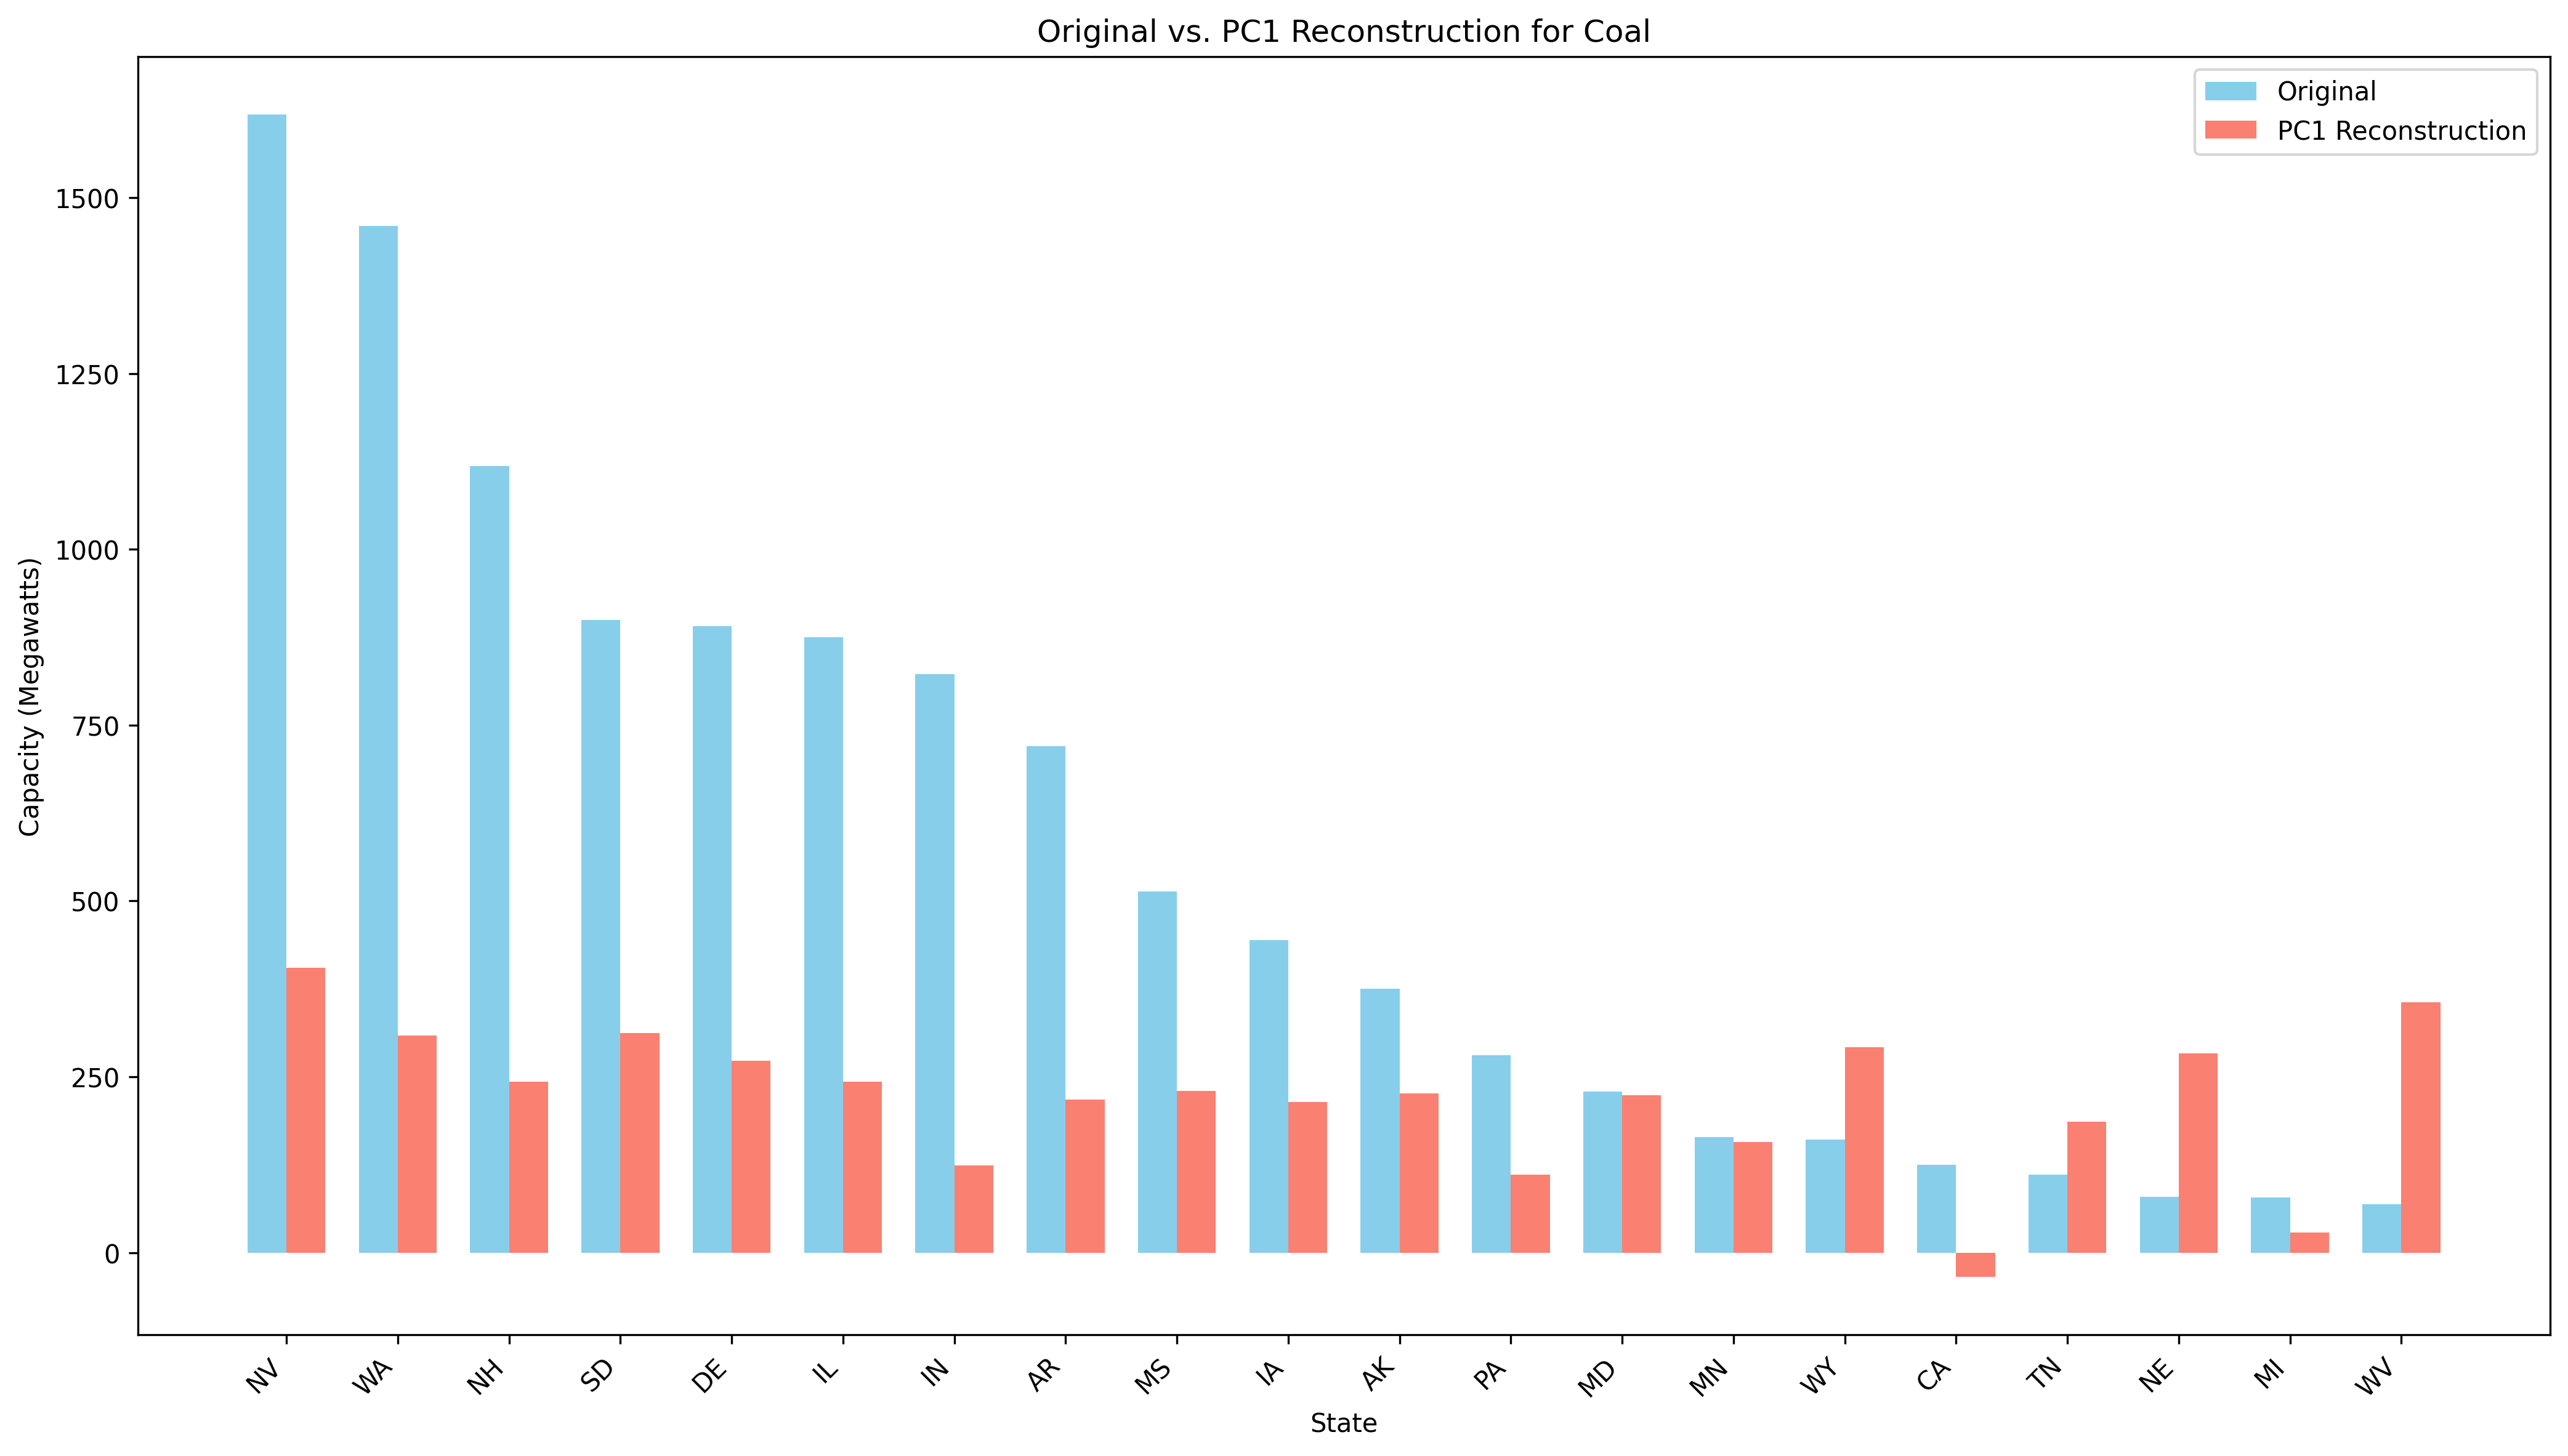 Original vs. PC1 Reconstruction for Coal
Original
PC1 Reconstruction
Capacity (Megawatts)
1500
1250
1000
750
500
250
0
NV WA NH SD DE IL IN AR MS IA AK PA MD MN WY CA TN NE MI WV
State